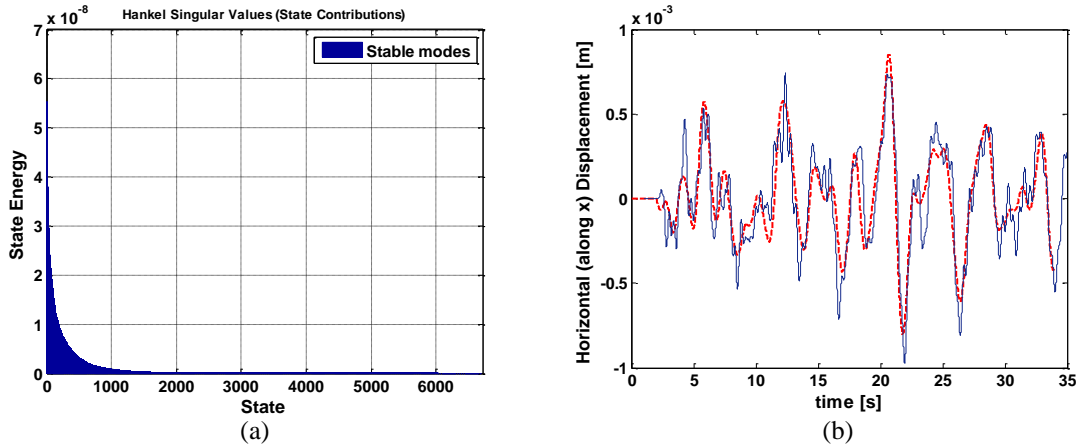 Hankel Singular Values (State Contributions)
x 10^-8
7
6
5
4
3
2
1
0
State Energy
Stable modes
0 1000 2000 3000 4000 5000 6000
State
(a)
x 10^-3
1
0.5
0
-0.5
-1
Horizontal (along x) Displacement [m]
0 5 10 15 20 25 30 35
time [s]
(b)